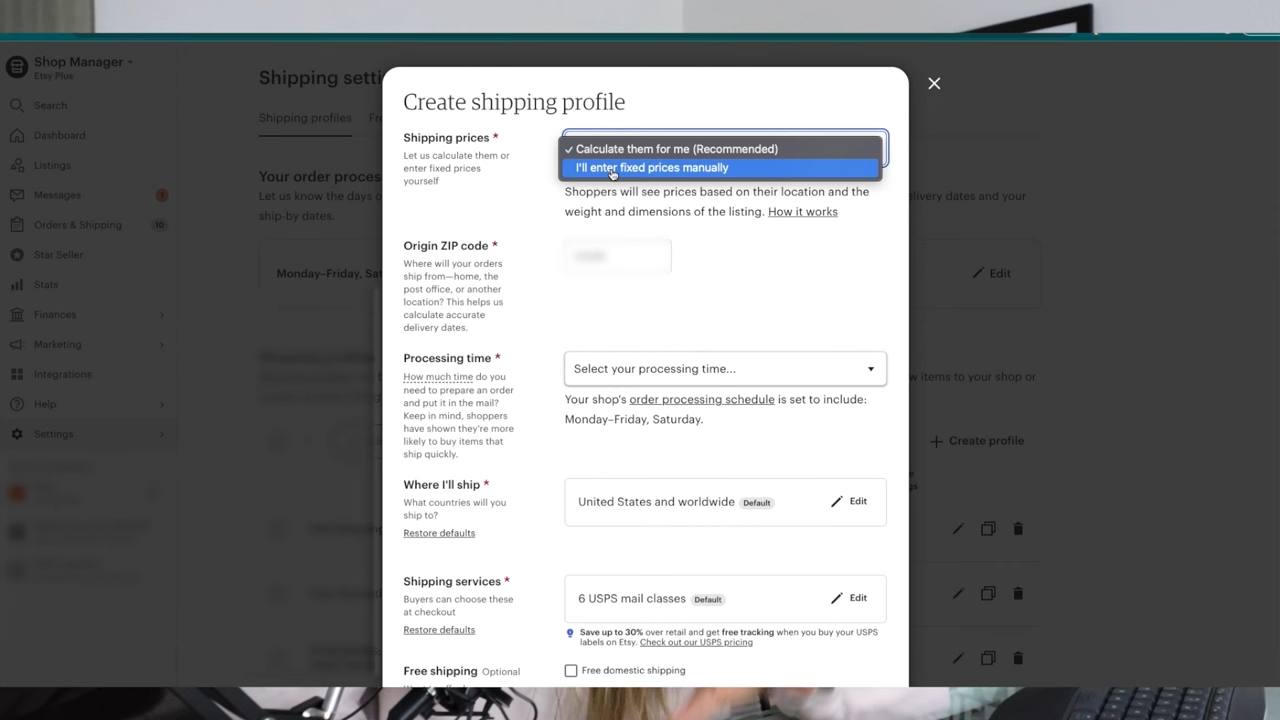 Shop Manager
Etsy Plus
Search
Dashboard
Listings
Messages
1
Orders & Shipping
10
Star Seller
Stats
Finances
Marketing
Integrations
Help
Settings
Shipping setti
Shipping profiles
Fre
Your order proces
Let us know the days o
ship-by dates.
Monday–Friday, Sat
livery dates and your
Edit
w items to your shop or
Create profile
Create shipping profile
Shipping prices *
Let us calculate them or
enter fixed prices
yourself
✓ Calculate them for me (Recommended)
I'll enter fixed prices manually
Shoppers will see prices based on their location and the
weight and dimensions of the listing. How it works
Origin ZIP code *
Where will your orders
ship from—home, the
post office, or another
location? This helps us
calculate accurate
delivery dates.
Processing time *
How much time do you
need to prepare an order
and put it in the mail?
Keep in mind, shoppers
have shown they're more
likely to buy items that
ship quickly.
Select your processing time...
Your shop's order processing schedule is set to include:
Monday–Friday, Saturday.
Where I'll ship *
What countries will you
ship to?
Restore defaults
United States and worldwide Default
Edit
Shipping services *
Buyers can choose these
at checkout
Restore defaults
6 USPS mail classes Default
Edit
Save up to 30% over retail and get free tracking when you buy your USPS
labels on Etsy. Check out our USPS pricing
Free shipping Optional
Free domestic shipping